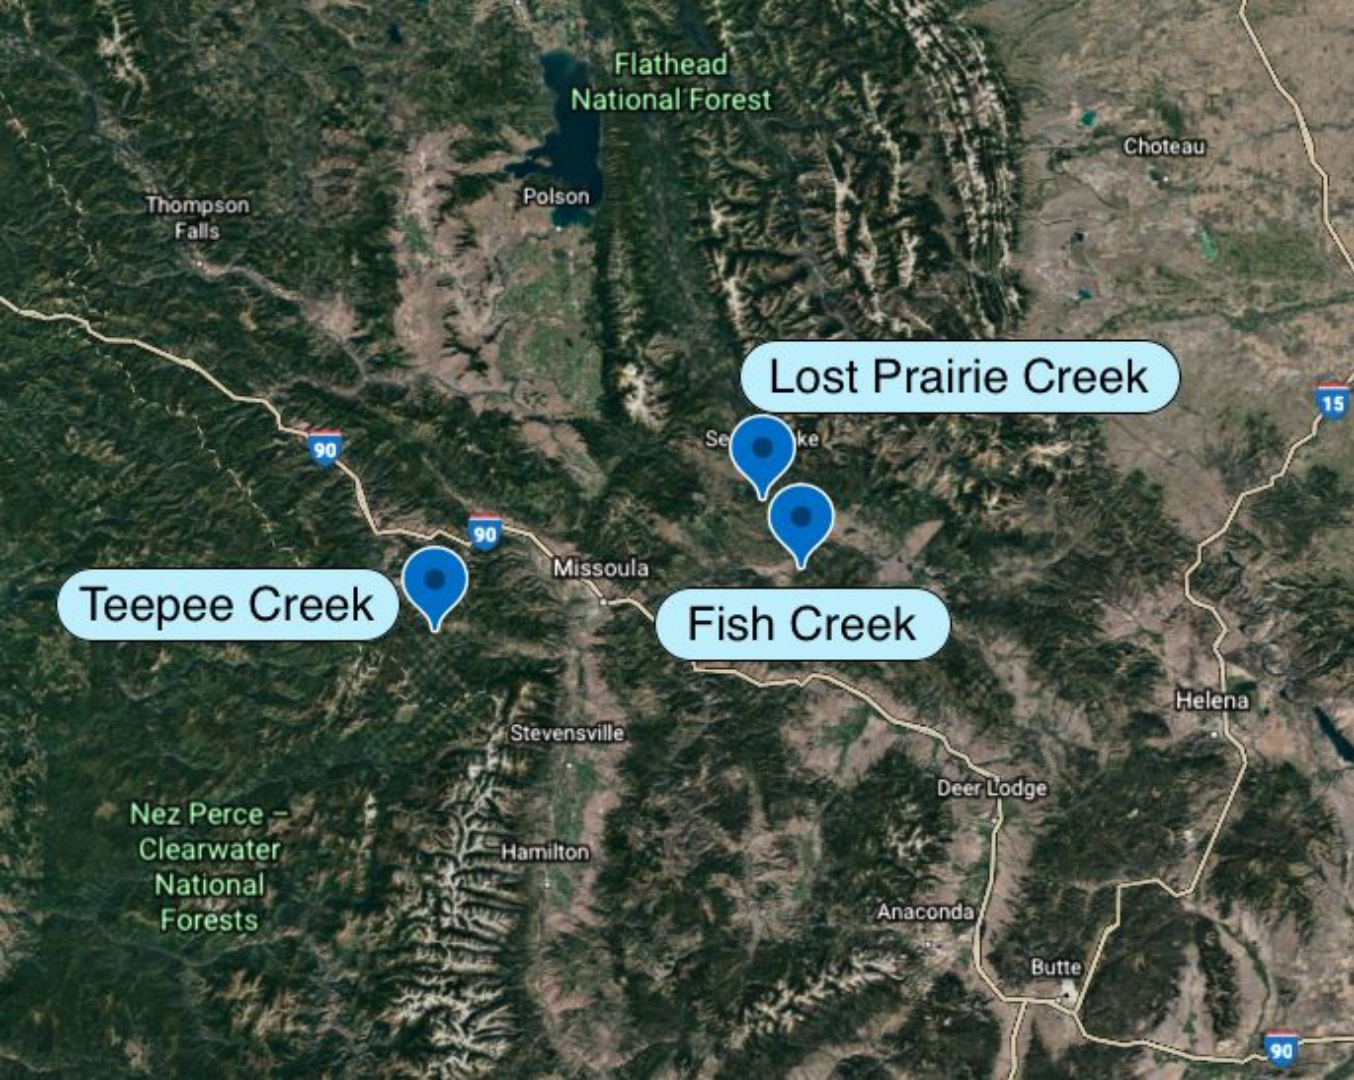 Flathead
National Forest
Choteau
Thompson
Falls
Polson
Lost Prairie Creek
15
90
90
Missoula
Teepee Creek
Fish Creek
Helena
Stevensville
Deer Lodge
Nez Perce –
Clearwater
National
Forests
Hamilton
Anaconda
Butte
90